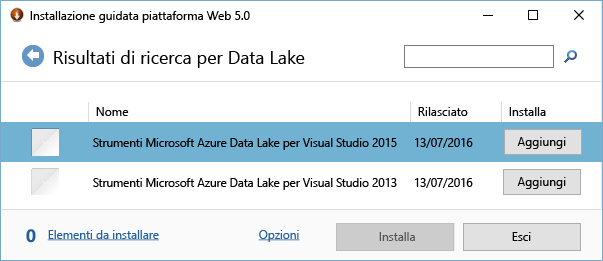 Installazione guidata piattaforma Web 5.0
Risultati di ricerca per Data Lake
Nome Rilasciato Installa
Strumenti Microsoft Azure Data Lake per Visual Studio 2015 13/07/2016 Aggiungi
Strumenti Microsoft Azure Data Lake per Visual Studio 2013 13/07/2016 Aggiungi
0 Elementi da installare Opzioni Installa Esci